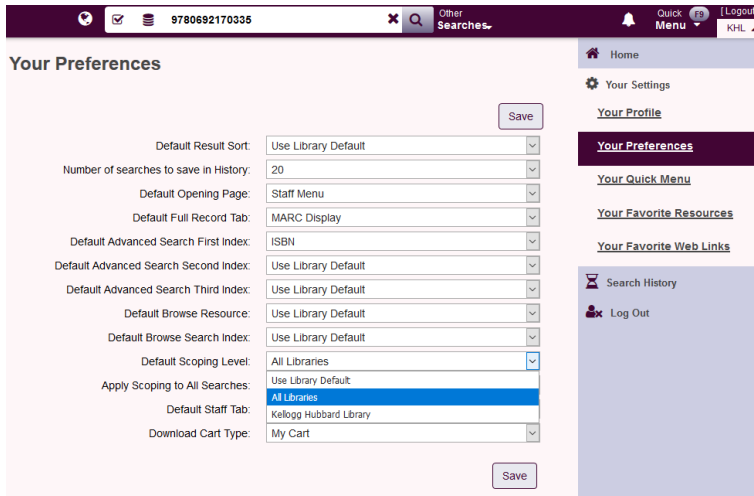 9780692170335
Other
Searches
Quick F9
Menu
[Logout
KHL
Your Preferences
Save
Default Result Sort: Use Library Default
Number of searches to save in History: 20
Default Opening Page: Staff Menu
Default Full Record Tab: MARC Display
Default Advanced Search First Index: ISBN
Default Advanced Search Second Index: Use Library Default
Default Advanced Search Third Index: Use Library Default
Default Browse Resource: Use Library Default
Default Browse Search Index: Use Library Default
Default Scoping Level: All Libraries
Apply Scoping to All Searches: Use Library Default
All Libraries
Default Staff Tab: Kellogg Hubbard Library
Download Cart Type: My Cart
Save
Home
Your Settings
Your Profile
Your Preferences
Your Quick Menu
Your Favorite Resources
Your Favorite Web Links
Search History
Log Out